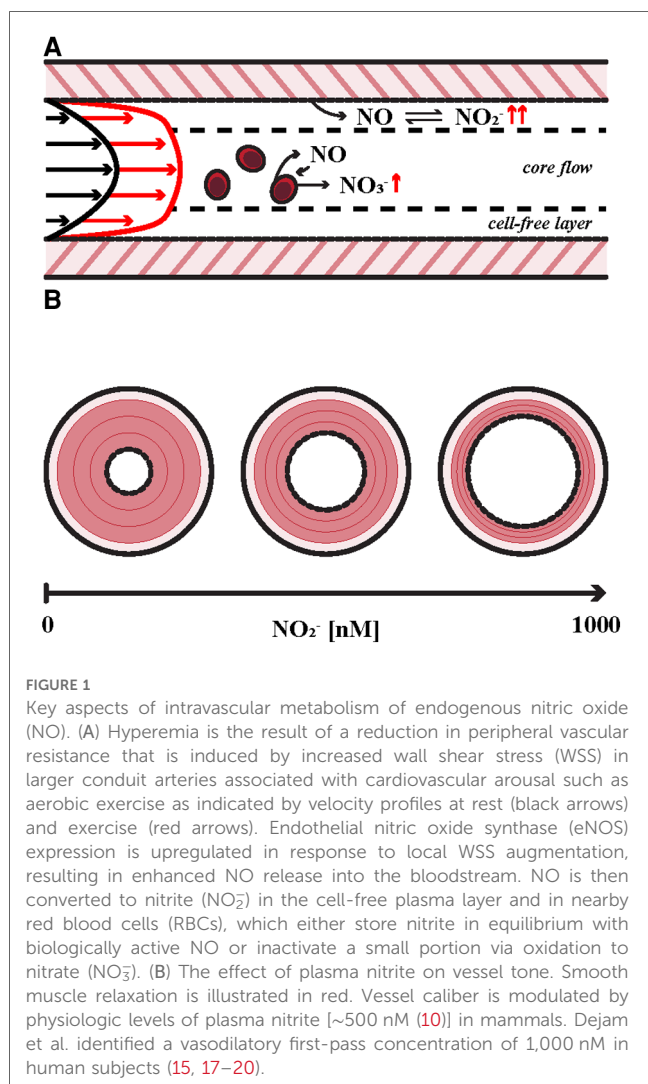 A
NO ⇌ NO₂⁻ ↑↑
NO
NO₃⁻ ↑
core flow
cell-free layer
B
0 NO₂⁻ [nM] 1000
FIGURE 1
Key aspects of intravascular metabolism of endogenous nitric oxide
(NO). (A) Hyperemia is the result of a reduction in peripheral vascular
resistance that is induced by increased wall shear stress (WSS) in
larger conduit arteries associated with cardiovascular arousal such as
aerobic exercise as indicated by velocity profiles at rest (black arrows)
and exercise (red arrows). Endothelial nitric oxide synthase (eNOS)
expression is upregulated in response to local WSS augmentation,
resulting in enhanced NO release into the bloodstream. NO is then
converted to nitrite (NO₂⁻) in the cell-free plasma layer and in nearby
red blood cells (RBCs), which either store nitrite in equilibrium with
biologically active NO or inactivate a small portion via oxidation to
nitrate (NO₃⁻). (B) The effect of plasma nitrite on vessel tone. Smooth
muscle relaxation is illustrated in red. Vessel caliber is modulated by
physiologic levels of plasma nitrite [~500 nM (10)] in mammals. Dejam
et al. identified a vasodilatory first-pass concentration of 1,000 nM in
human subjects (15, 17–20).